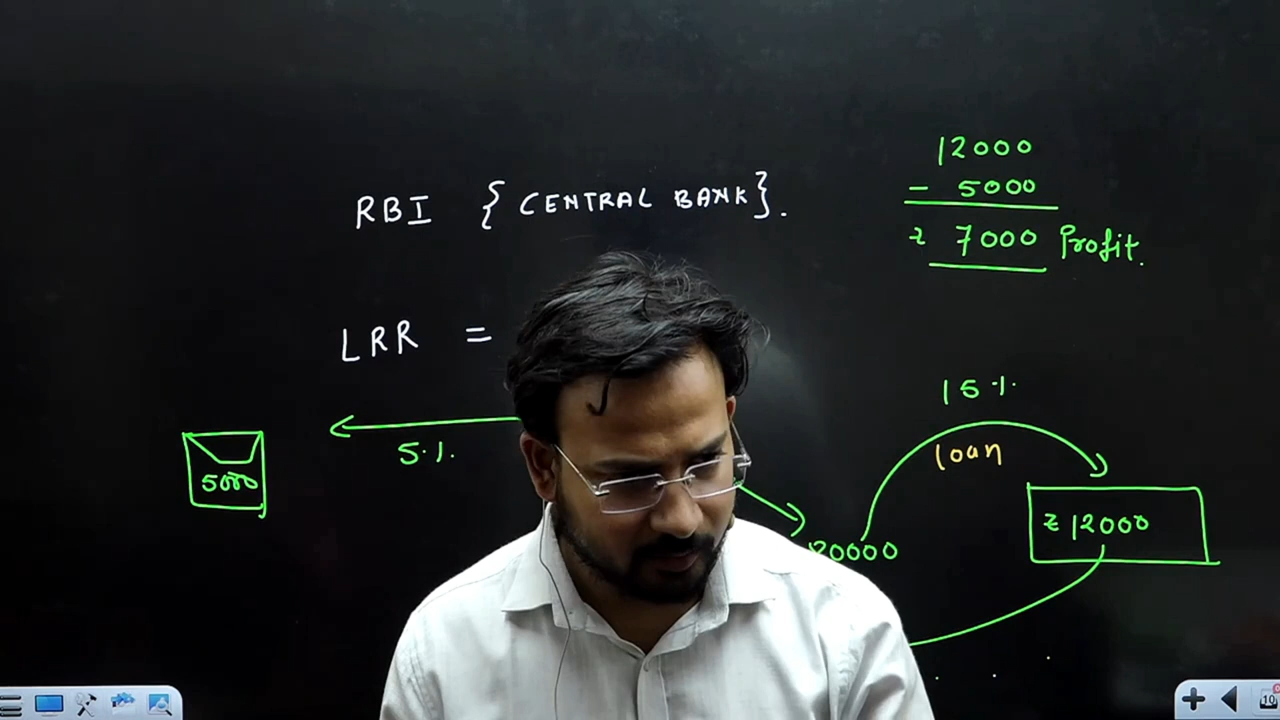 12000
- 5000
RBI { CENTRAL BANK}.
₹ 7000 Profit.
LRR =
15%
5%
loan
5000
₹ 12000
20000